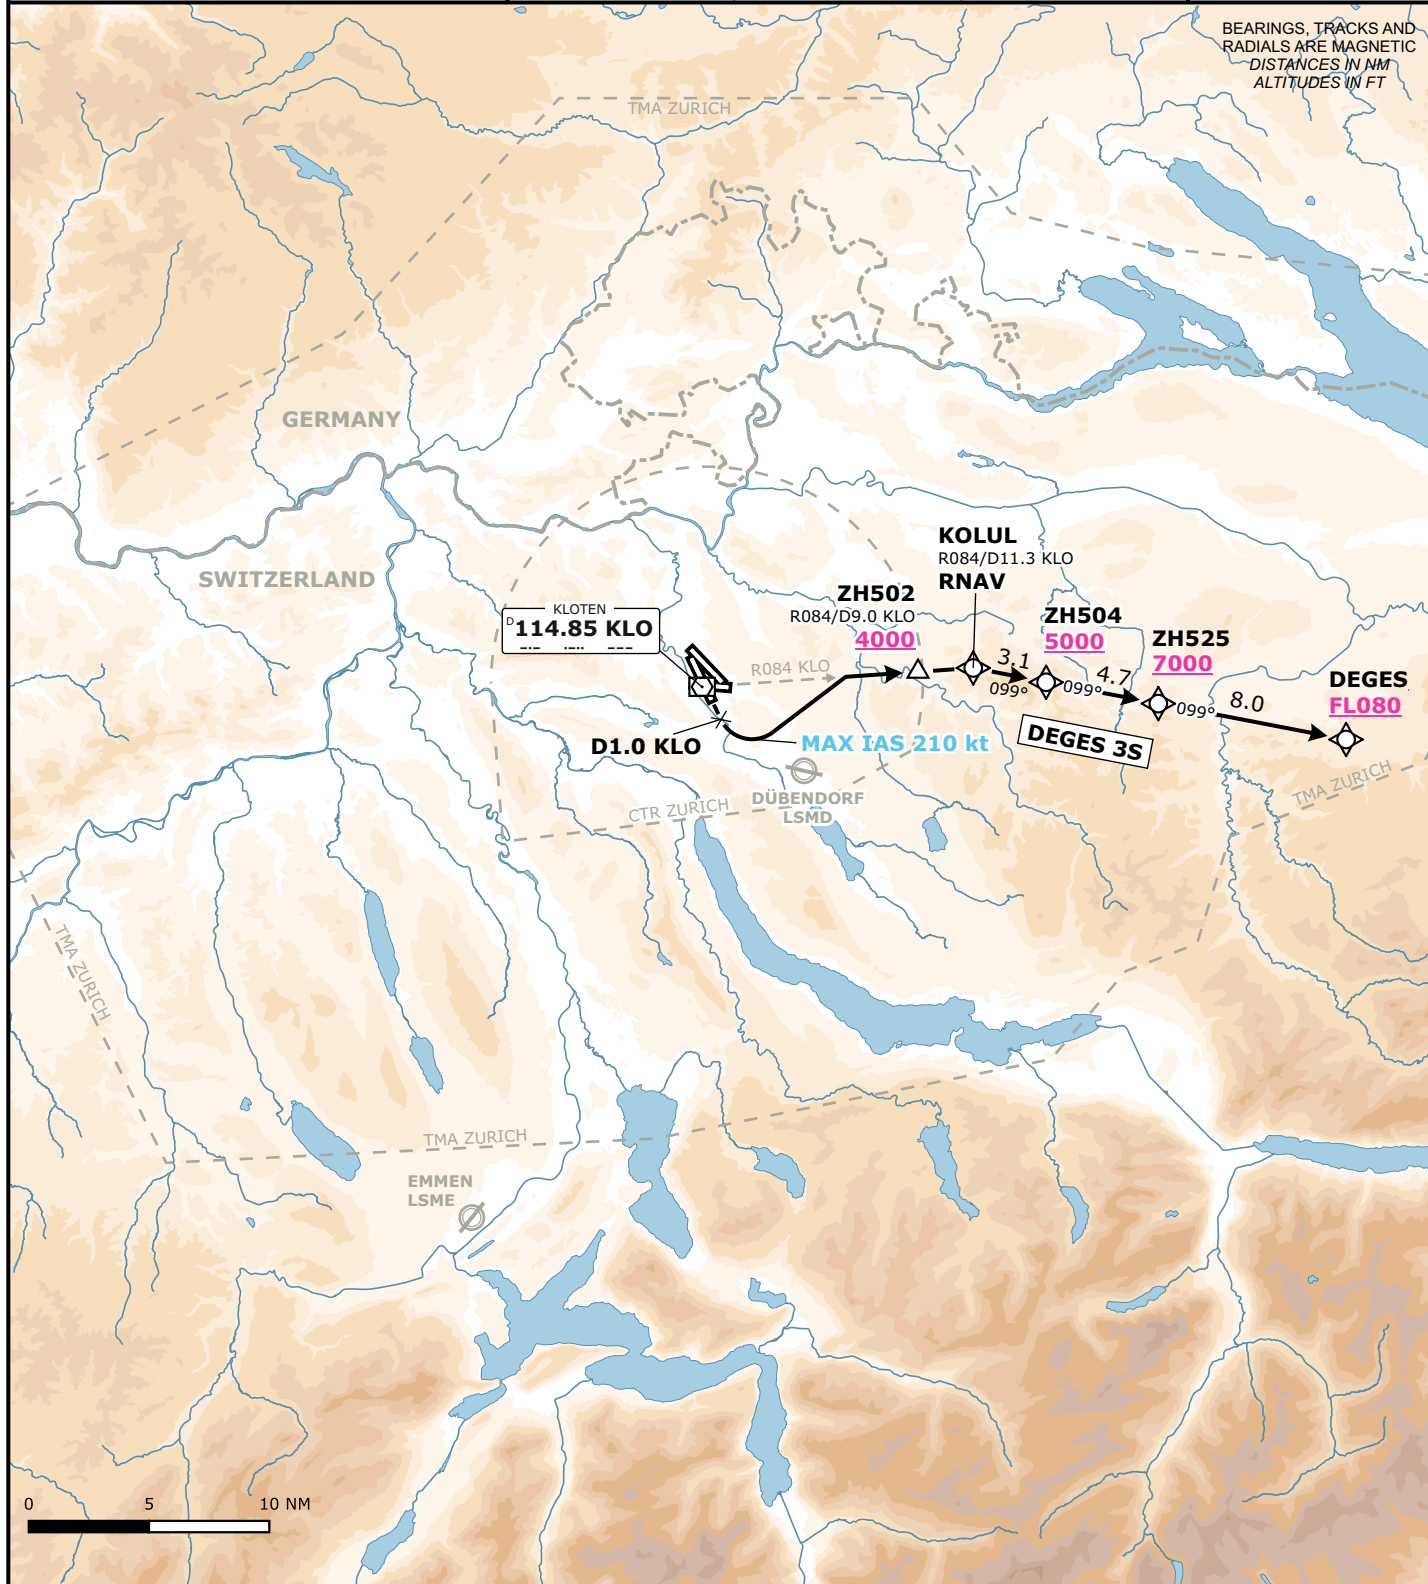 BEARINGS, TRACKS AND
RADIALS ARE MAGNETIC
DISTANCES IN NM
ALTITUDES IN FT
TMA ZURICH
GERMANY
SWITZERLAND
KOLUL
R084/D11.3 KLO
RNAV
ZH502
R084/D9.0 KLO
4000
ZH504
5000
ZH525
7000
DEGES
FL080
KLOTEN
D 114.85 KLO
R084 KLO
3.1
099°
4.7
099°
8.0
099°
D1.0 KLO
MAX IAS 210 kt
DEGES 3S
DÜBENDORF
LSMD
CTR ZURICH
TMA ZURICH
TMA ZURICH
TMA ZURICH
EMMEN
LSME
0 5 10 NM